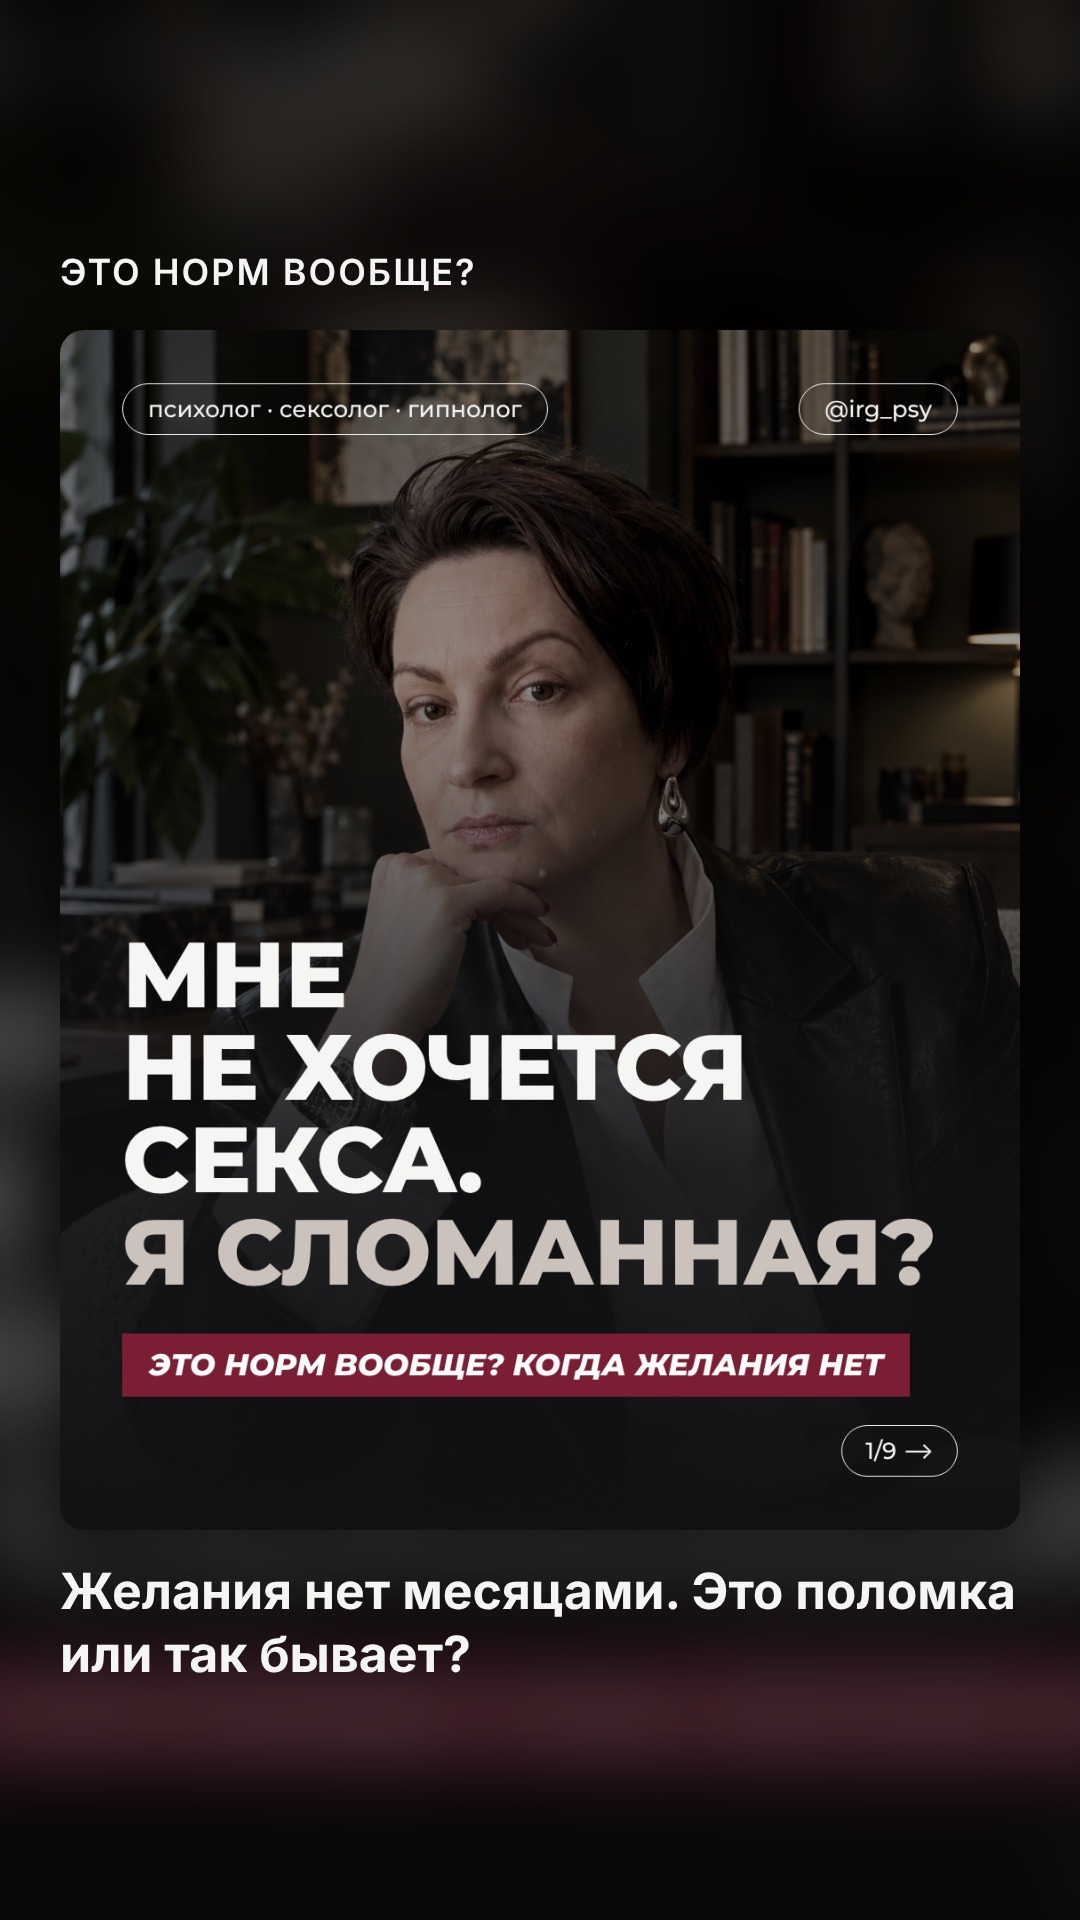 ЭТО НОРМ ВООБЩЕ?
психолог · сексолог · гипнолог
@irg_psy
МНЕ
НЕ ХОЧЕТСЯ
СЕКСА.
Я СЛОМАННАЯ?
ЭТО НОРМ ВООБЩЕ? КОГДА ЖЕЛАНИЯ НЕТ
1/9 →
Желания нет месяцами. Это поломка
или так бывает?